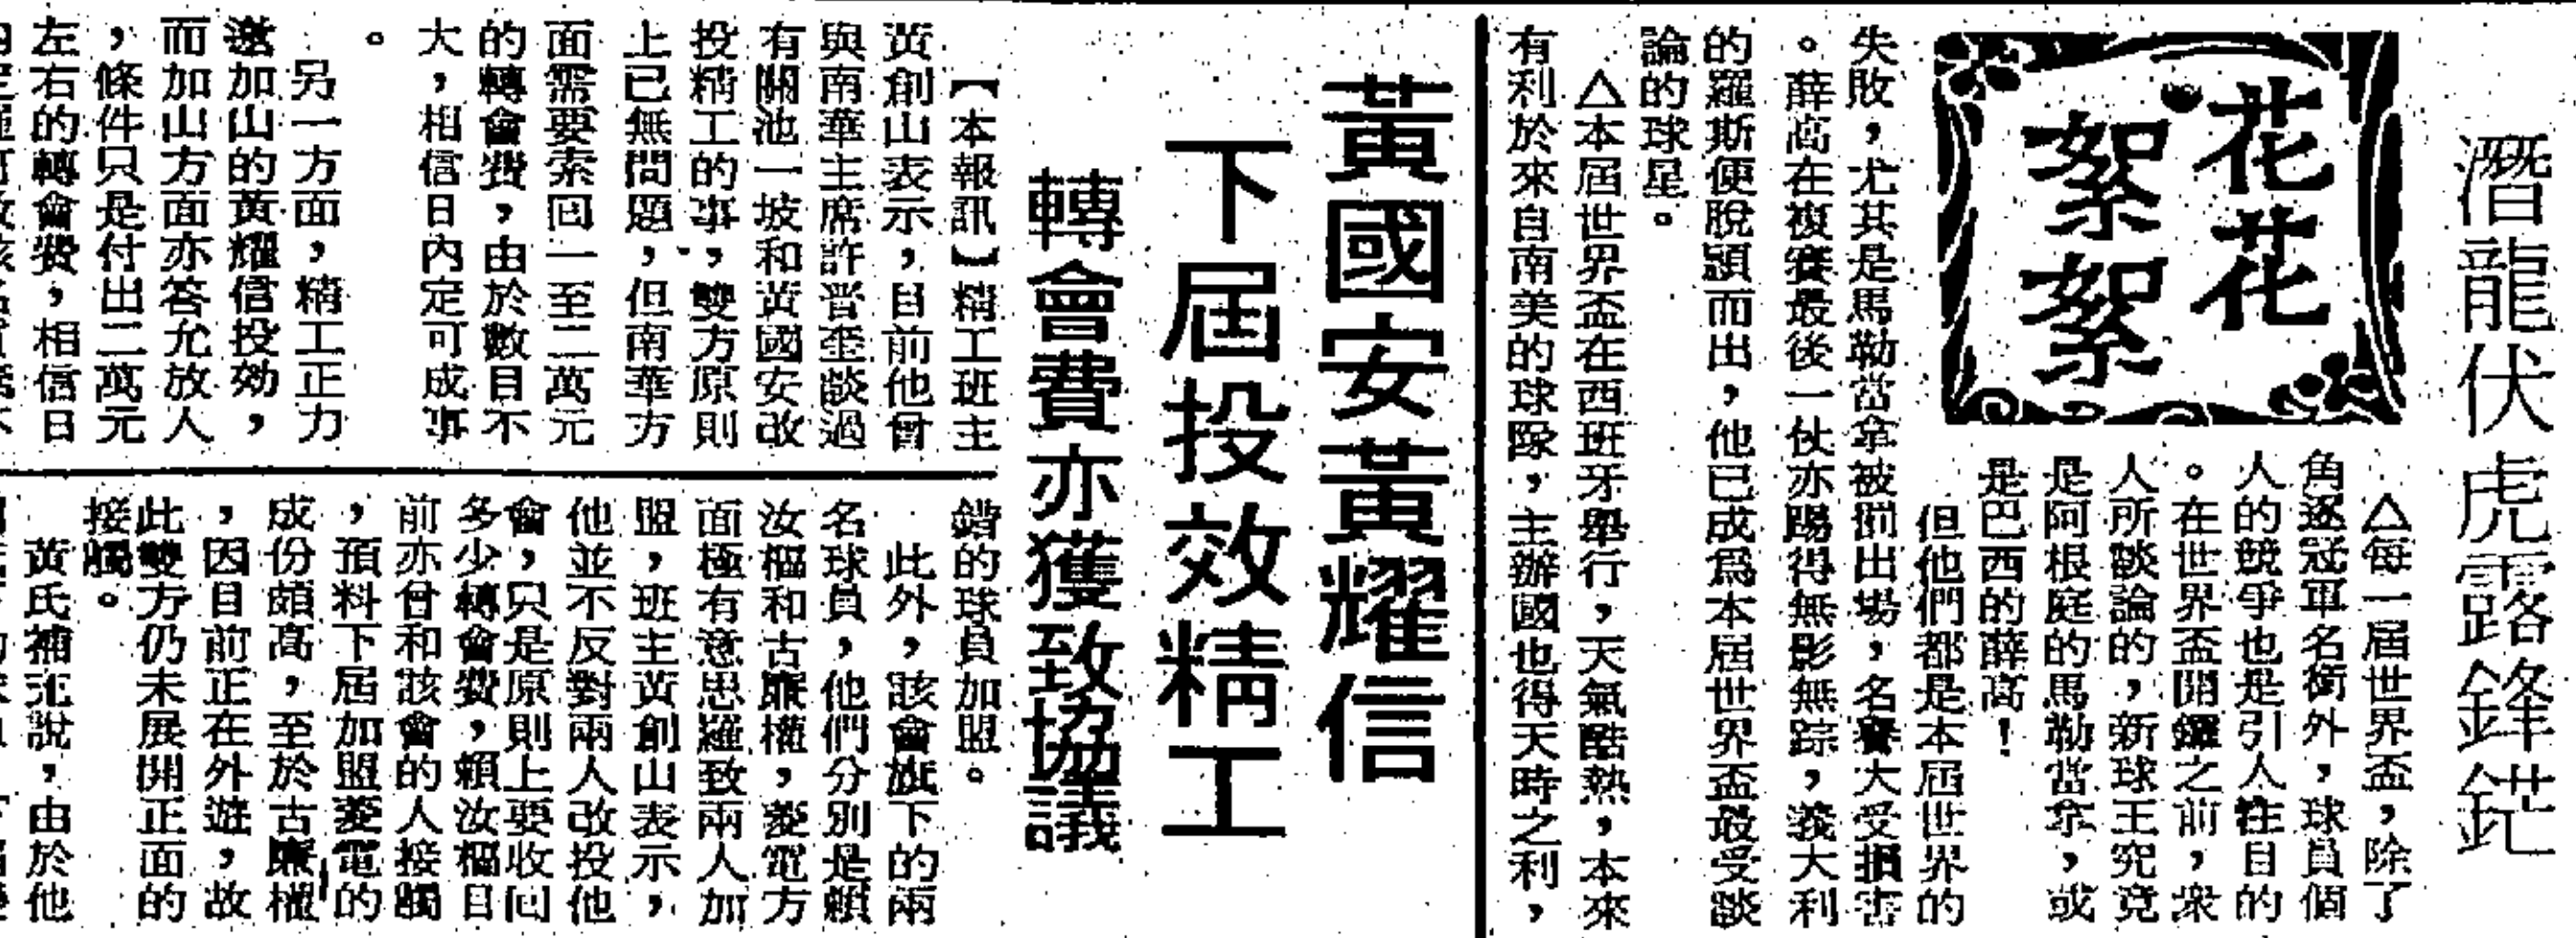 潛龍伏虎露鋒鋩
花花
絮絮
△每一屆世界盃，除了
角逐冠軍名銜外，球員個
人的競爭也是引人注目的
。在世界盃開鑼之前，衆
人所談論的，新球王究竟
是阿根庭的馬勒當拿，或
是巴西的薛高！
但他們都是本屆世界的
失敗，尤其是馬勒當拿被罰出場，名譽大受損害
。薛高在複賽最後一仗亦踢得無影無踪，義大利
的羅斯便脫頴而出，他已成爲本屆世界盃最受談
論的球星。
△本屆世界盃在西班牙舉行，天氣酷熱，本來
有利於來自南美的球隊，主辦國也得天時之利，
黃國安黃耀信
下屆投效精工
轉會費亦獲致協議
【本報訊】精工班主
黃創山表示，目前他曾
與南華主席許晋奎談過
有關池一坡和黃國安改
投精工的事，雙方原則
上已無問題，但南華方
面需要索回一至二萬元
的轉會費，由於數目不
大，相信日內定可成事
。
另一方面，精工正力
邀加山的黃耀信投効，
而加山方面亦答允放人
，條件只是付出二萬元
左右的轉會費，相信日
錯的球員加盟。
此外，該會旗下的兩
名球員，他們分別是賴
汝樞和古廉權，菱電方
面極有意思羅致兩人加
盟，班主黃創山表示，
他並不反對兩人改投他
會，只是原則上要收回
多少轉會費，賴汝樞目
前亦曾和該會的人接觸
，預料下屆加盟菱電的
成份頗高，至於古廉權
，因目前正在外遊，故
此雙方仍未展開正面的
接觸。
黃氏補充說，由於他